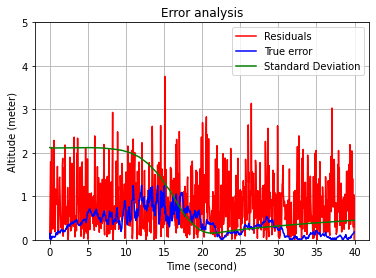 Error analysis
Residuals
True error
Standard Deviation
Altitude (meter)
5
4
3
2
1
0
0 5 10 15 20 25 30 35 40
Time (second)